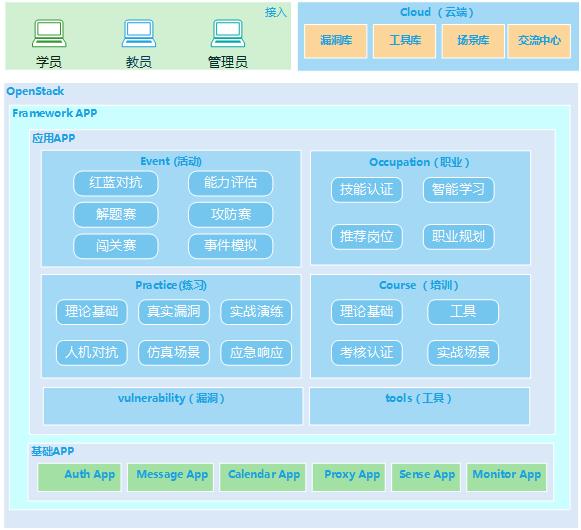 接入
学员
教员
管理员
Cloud （云端）
漏洞库
工具库
场景库
交流中心
OpenStack
Framework APP
应用APP
Event (活动)
红蓝对抗
能力评估
解题赛
攻防赛
闯关赛
事件模拟
Occupation（职业）
技能认证
智能学习
推荐岗位
职业规划
Practice(练习)
理论基础
真实漏洞
实战演练
人机对抗
仿真场景
应急响应
Course （培训）
理论基础
工具
考核认证
实战场景
vulnerability（漏洞）
tools（工具）
基础APP
Auth App
Message App
Calendar App
Proxy App
Sense App
Monitor App